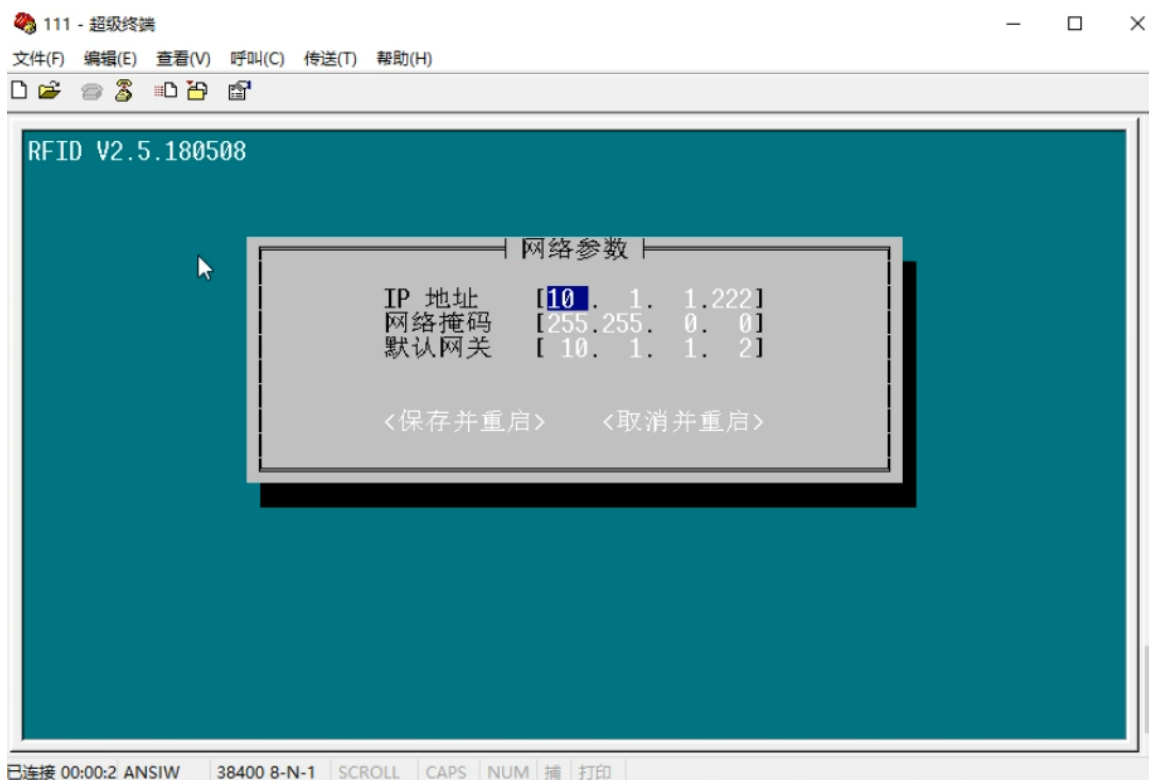 111 - 超级终端
文件(F) 编辑(E) 查看(V) 呼叫(C) 传送(T) 帮助(H)
RFID V2.5.180508
网络参数
IP 地址 [10 . 1. 1.222]
网络掩码 [255.255. 0. 0]
默认网关 [ 10. 1. 1. 2]
<保存并重启> <取消并重启>
已连接 00:00:2 ANSIW 38400 8-N-1 SCROLL CAPS NUM 捕 打印